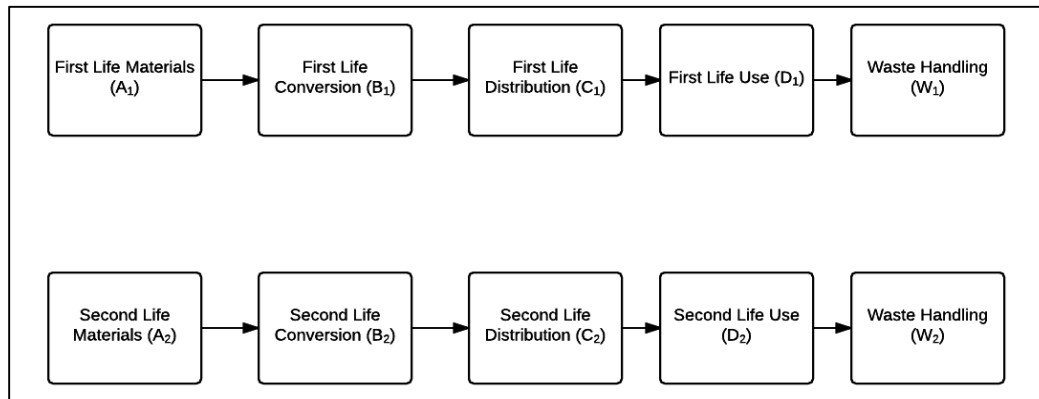 First Life Materials
(A₁)
First Life
Conversion (B₁)
First Life
Distribution (C₁)
First Life Use (D₁)
Waste Handling
(W₁)
Second Life
Materials (A₂)
Second Life
Conversion (B₂)
Second Life
Distribution (C₂)
Second Life Use
(D₂)
Waste Handling
(W₂)